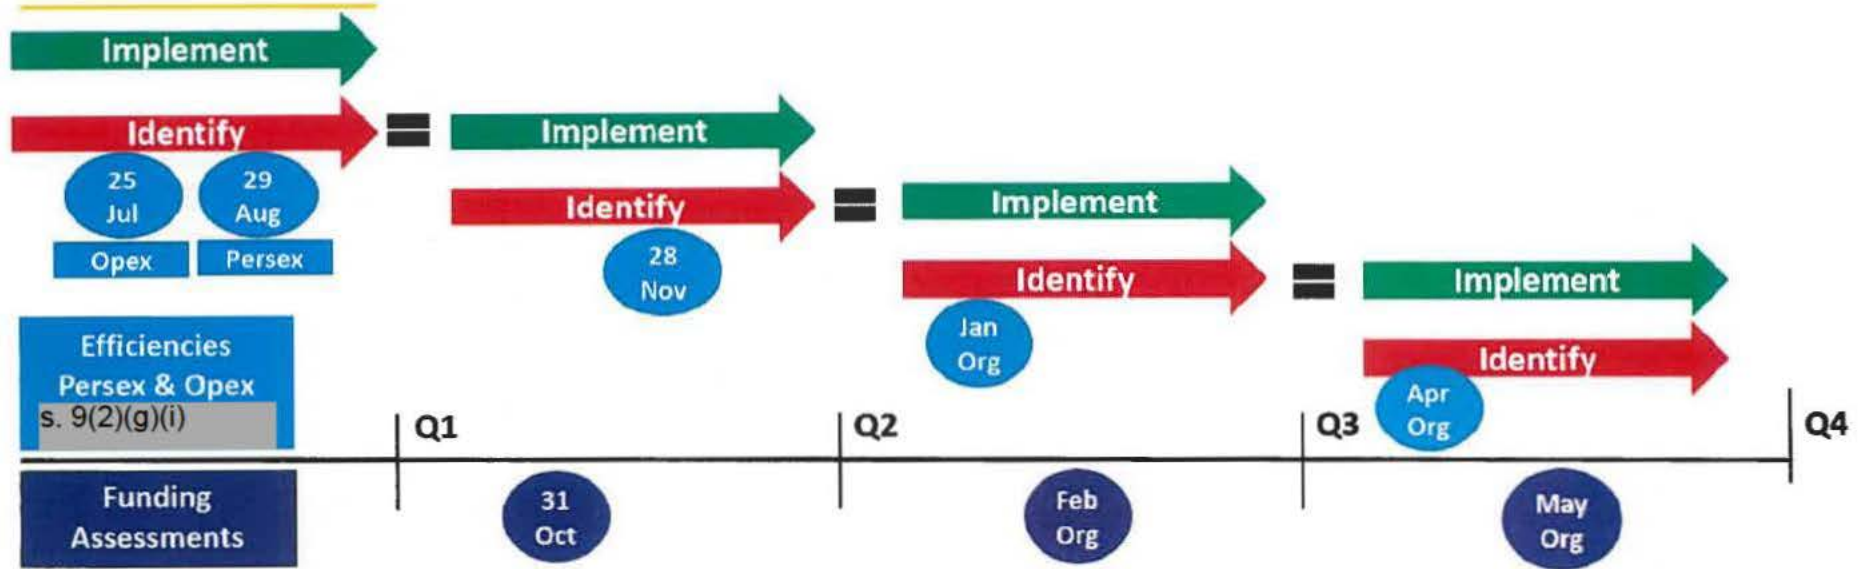 Implement
Identify
25
Jul
29
Aug
Opex
Persex
Implement
Identify
28
Nov
Implement
Identify
Jan
Org
Implement
Identify
Apr
Org
Efficiencies
Persex & Opex
s. 9(2)(g)(i)
Q1
Q2
Q3
Q4
Funding
Assessments
31
Oct
Feb
Org
May
Org